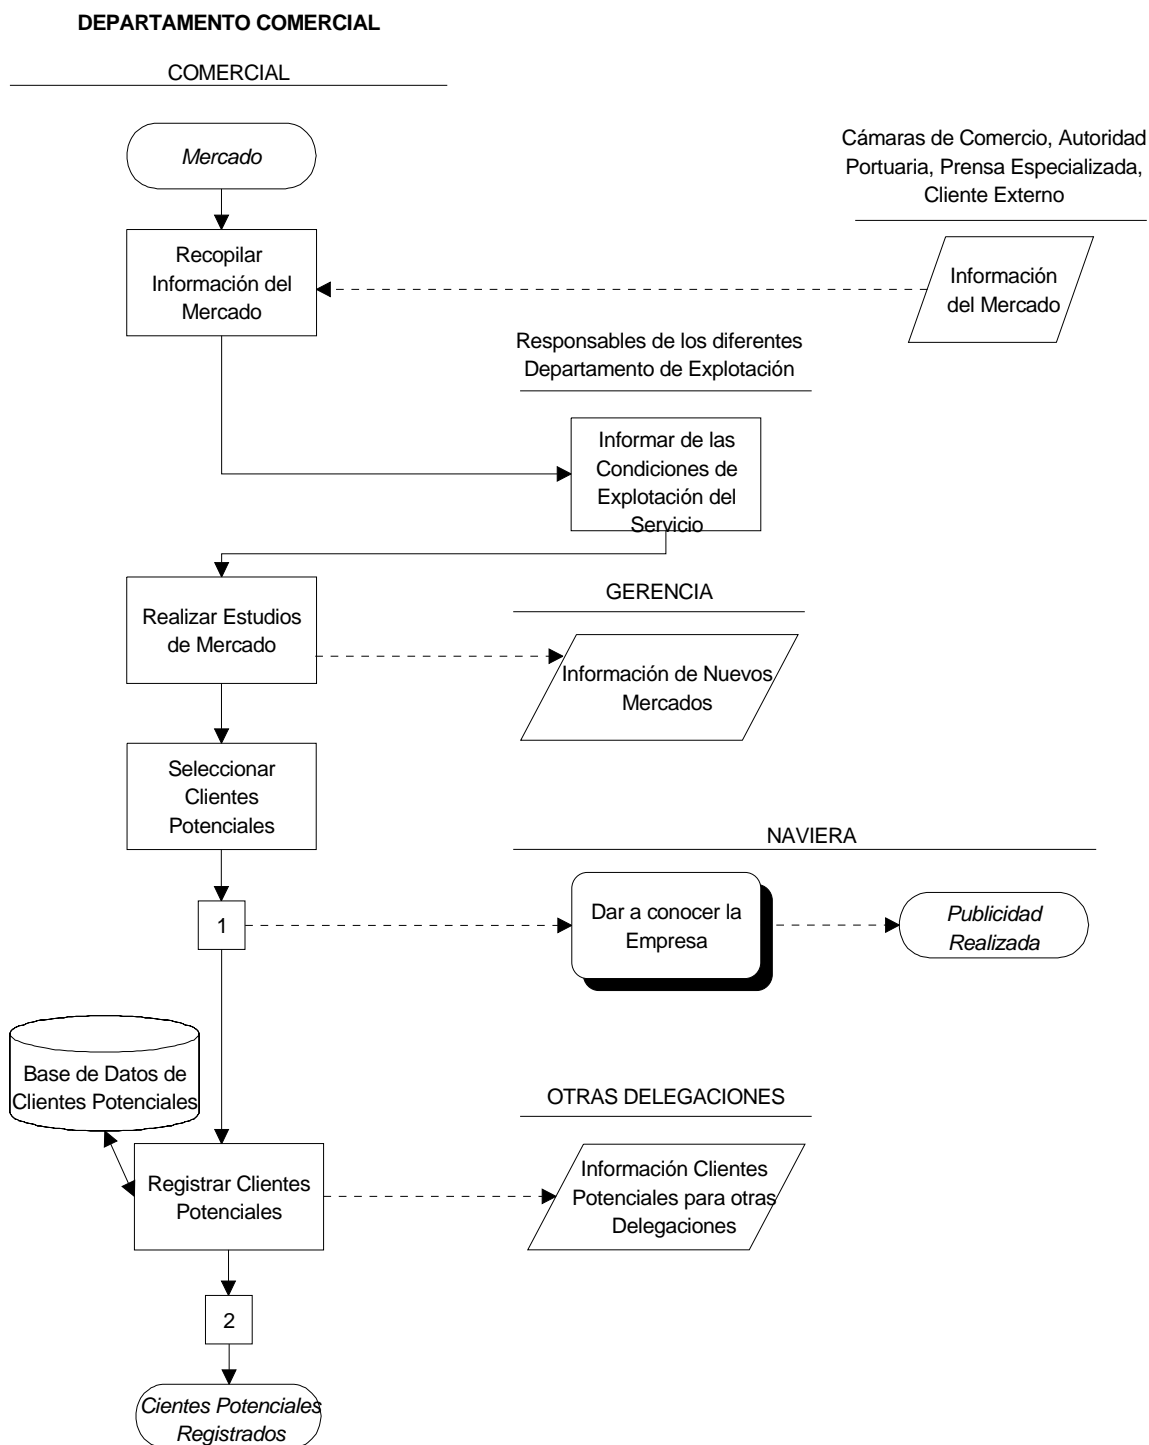 DEPARTAMENTO COMERCIAL
COMERCIAL
Mercado
Cámaras de Comercio, Autoridad
Portuaria, Prensa Especializada,
Cliente Externo
Recopilar
Información del
Mercado
Información
del Mercado
Responsables de los diferentes
Departamento de Explotación
Informar de las
Condiciones de
Explotación del
Servicio
Realizar Estudios
de Mercado
GERENCIA
Información de Nuevos
Mercados
Seleccionar
Clientes
Potenciales
NAVIERA
1
Dar a conocer la
Empresa
Publicidad
Realizada
Base de Datos de
Clientes Potenciales
OTRAS DELEGACIONES
Registrar Clientes
Potenciales
Información Clientes
Potenciales para otras
Delegaciones
2
Cientes Potenciales
Registrados